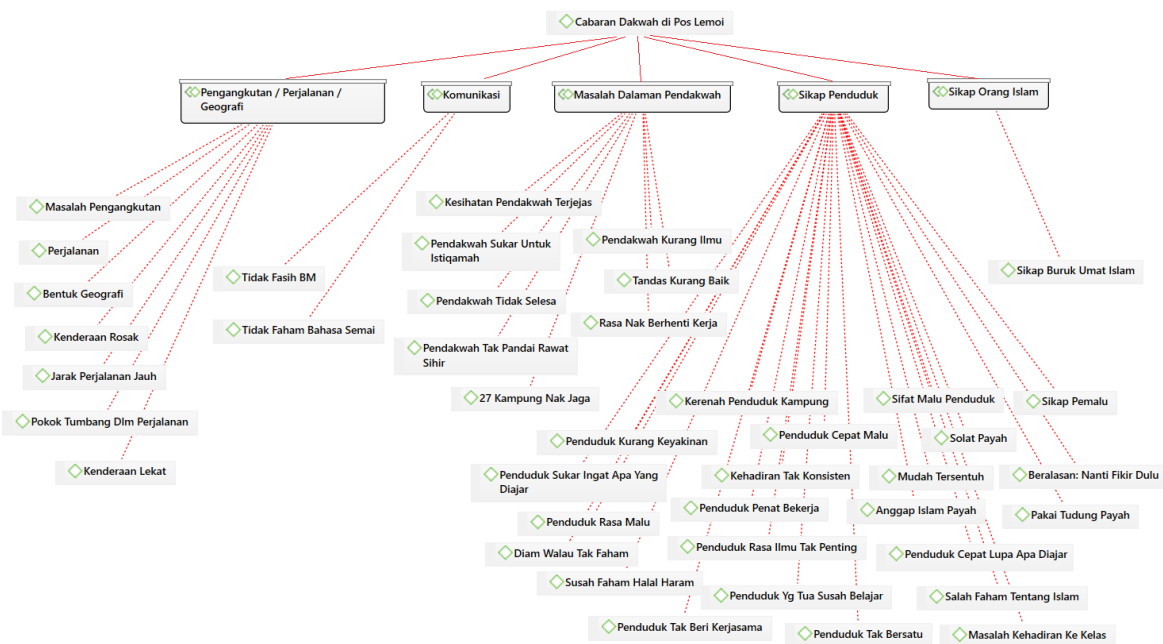 Cabaran Dakwah di Pos Lemoi
Pengangkutan / Perjalanan /
Geografi
Komunikasi
Masalah Dalaman Pendakwah
Sikap Penduduk
Sikap Orang Islam
Masalah Pengangkutan
Perjalanan
Bentuk Geografi
Kenderaan Rosak
Jarak Perjalanan Jauh
Pokok Tumbang Dlm Perjalanan
Kenderaan Lekat
Tidak Fasih BM
Tidak Faham Bahasa Semai
Kesihatan Pendakwah Terjejas
Pendakwah Sukar Untuk
Istiqamah
Pendakwah Tidak Selesa
Pendakwah Tak Pandai Rawat
Sihir
27 Kampung Nak Jaga
Pendakwah Kurang Ilmu
Tandas Kurang Baik
Rasa Nak Berhenti Kerja
Kerenah Penduduk Kampung
Penduduk Kurang Keyakinan
Penduduk Sukar Ingat Apa Yang
Diajar
Penduduk Rasa Malu
Diam Walau Tak Faham
Susah Faham Halal Haram
Penduduk Tak Beri Kerjasama
Penduduk Cepat Malu
Kehadiran Tak Konsisten
Penduduk Penat Bekerja
Penduduk Rasa Ilmu Tak Penting
Penduduk Yg Tua Susah Belajar
Penduduk Tak Bersatu
Sifat Malu Penduduk
Solat Payah
Mudah Tersentuh
Anggap Islam Payah
Penduduk Cepat Lupa Apa Diajar
Salah Faham Tentang Islam
Masalah Kehadiran Ke Kelas
Sikap Pemalu
Beralasan: Nanti Fikir Dulu
Pakai Tudung Payah
Sikap Buruk Umat Islam